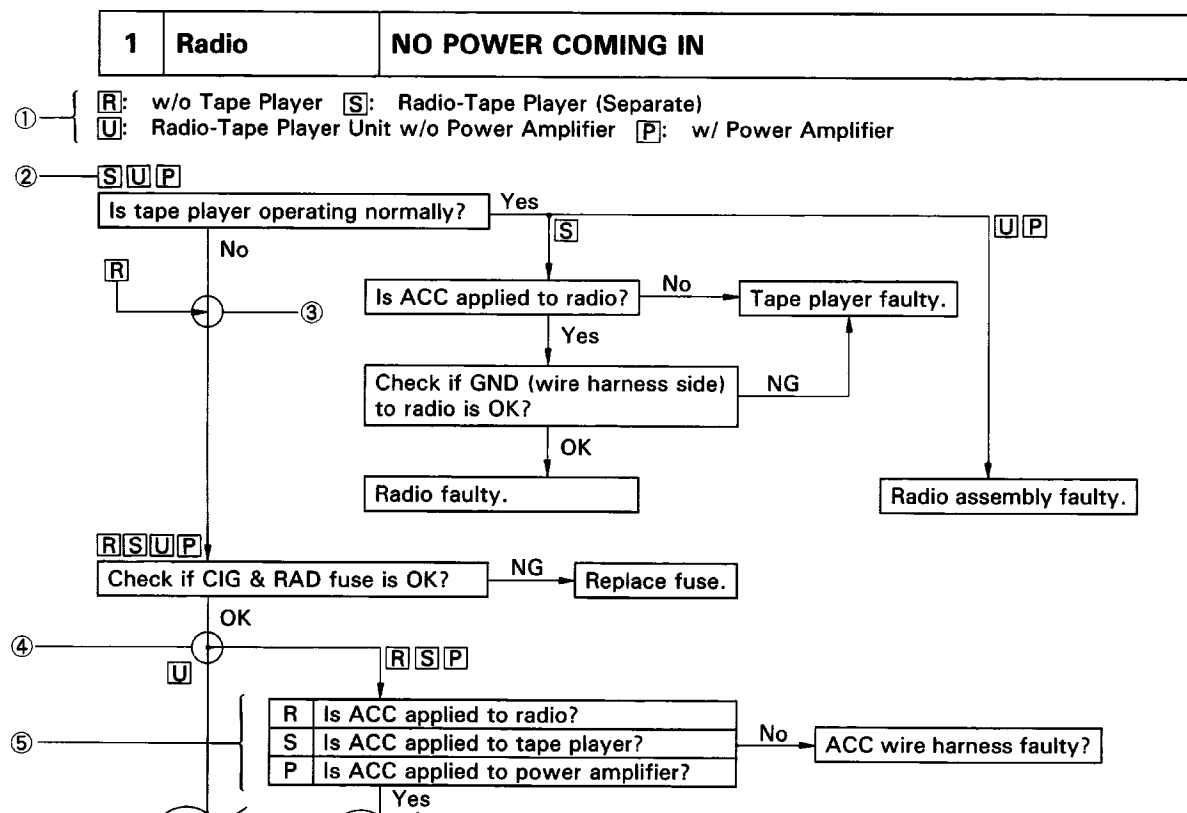 1 Radio NO POWER COMING IN
① R: w/o Tape Player S: Radio-Tape Player (Separate)
U: Radio-Tape Player Unit w/o Power Amplifier P: w/ Power Amplifier
② S U P
Is tape player operating normally?
Yes
S
U P
No
R
③
Is ACC applied to radio?
No
Tape player faulty.
Yes
Check if GND (wire harness side)
to radio is OK?
NG
OK
Radio faulty.
Radio assembly faulty.
R S U P
Check if CIG & RAD fuse is OK?
NG
Replace fuse.
OK
④
U
R S P
⑤
R Is ACC applied to radio?
S Is ACC applied to tape player?
P Is ACC applied to power amplifier?
No
ACC wire harness faulty?
Yes